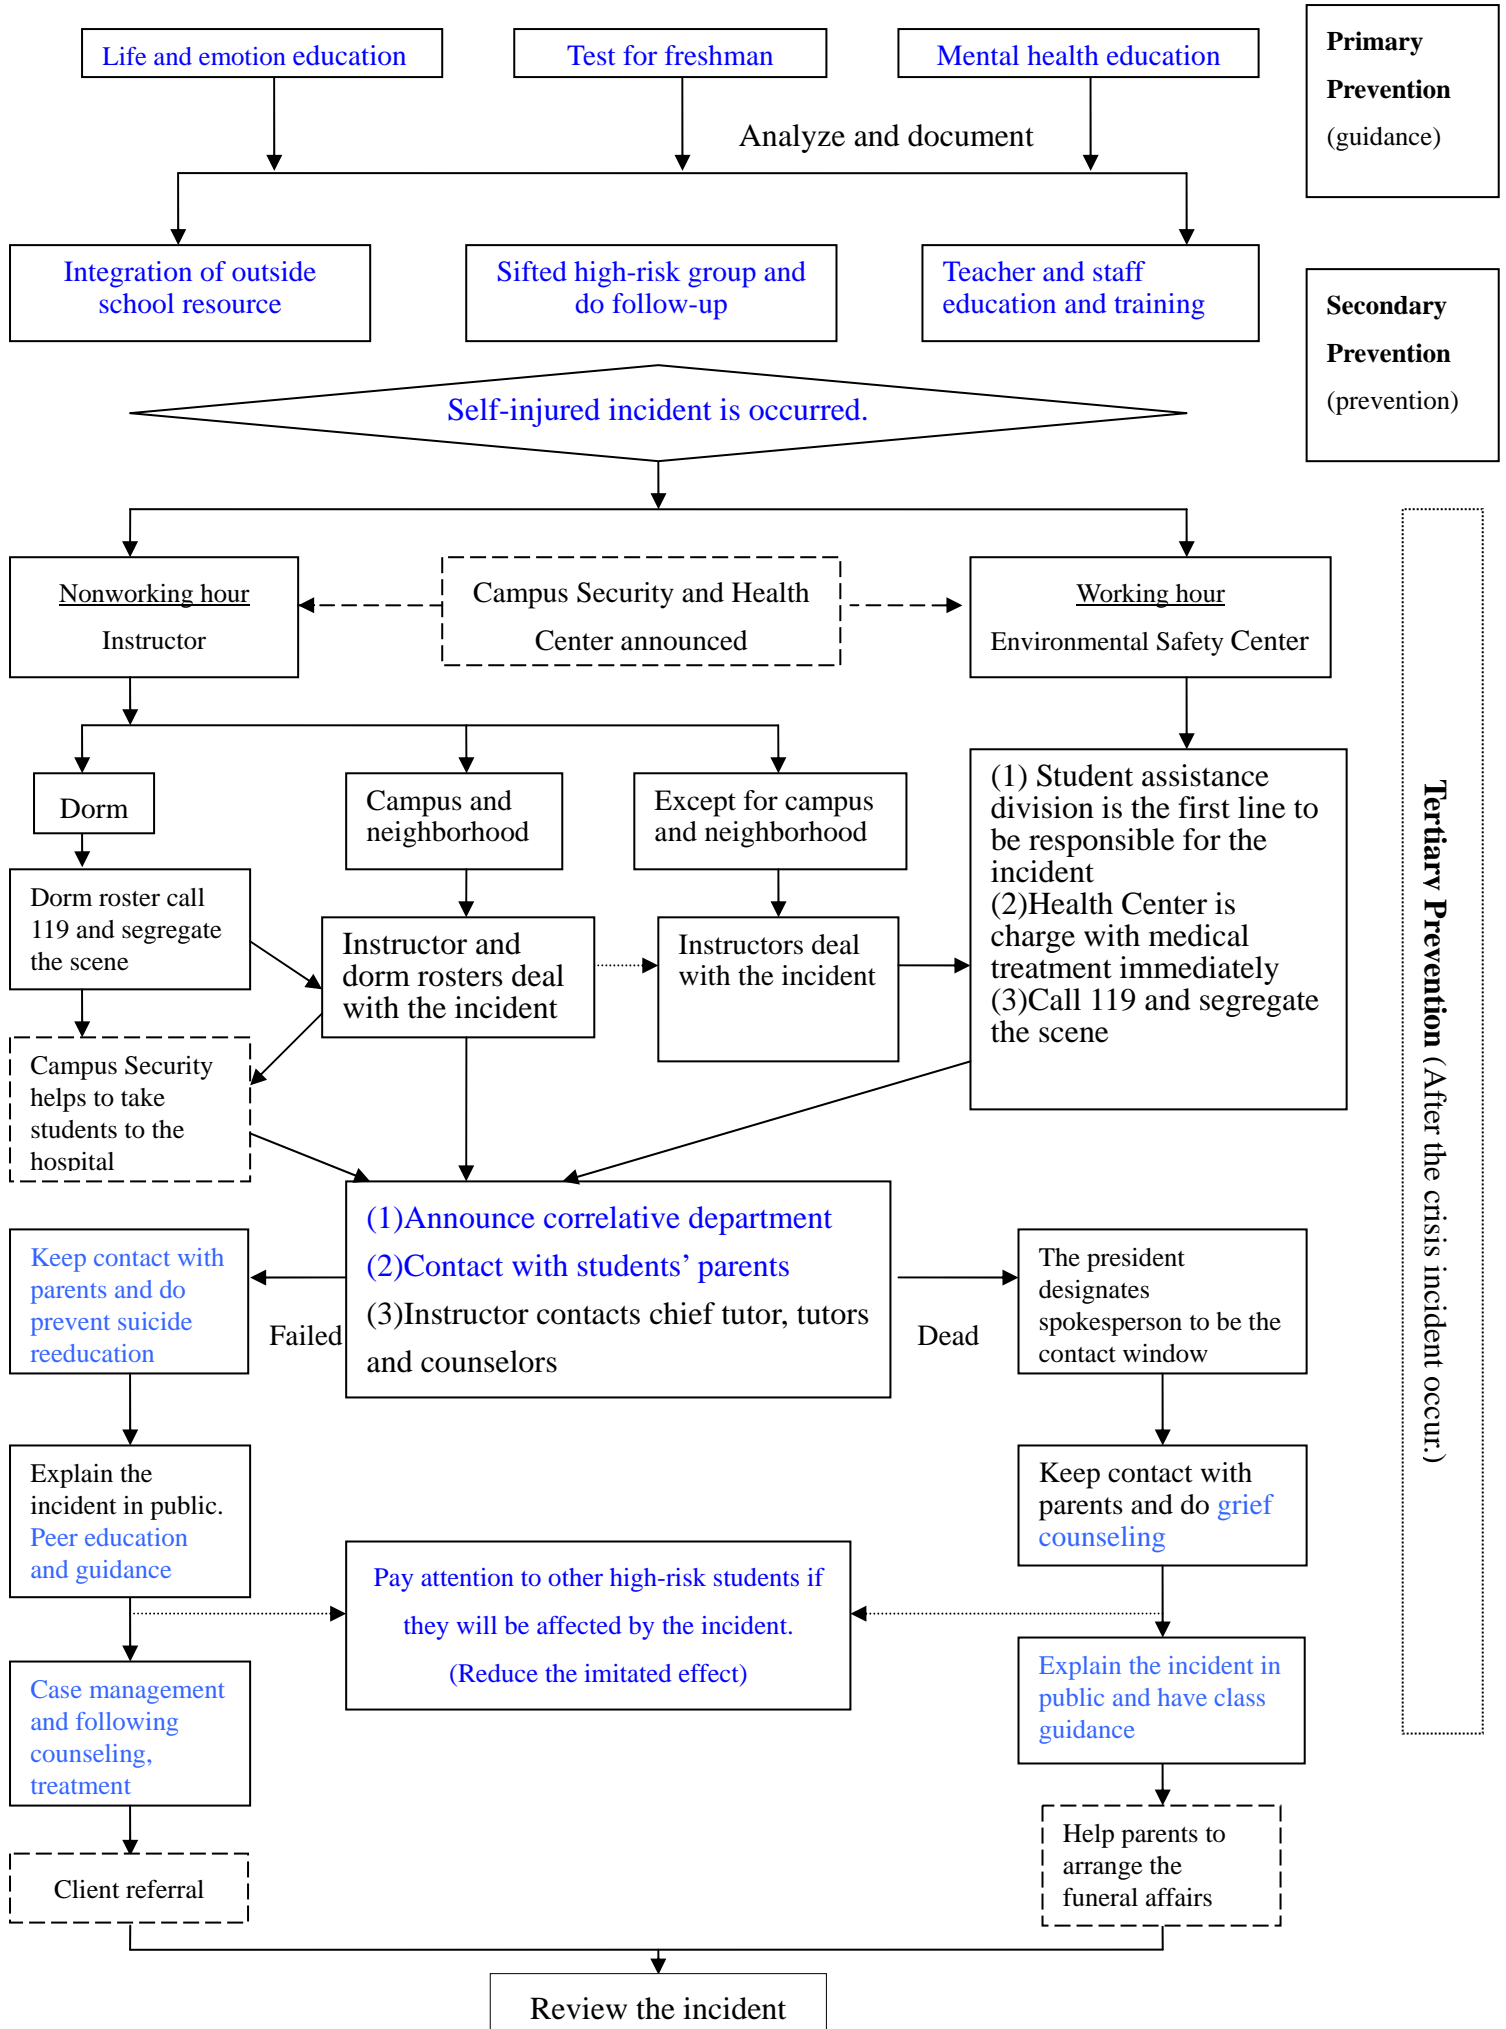 Life and emotion education
Test for freshman
Mental health education
Primary
Prevention
(guidance)
Analyze and document
Integration of outside
school resource
Sifted high-risk group and
do follow-up
Teacher and staff
education and training
Secondary
Prevention
(prevention)
Self-injured incident is occurred.
Nonworking hour
Instructor
Campus Security and Health
Center announced
Working hour
Environmental Safety Center
Dorm
Campus and
neighborhood
Except for campus
and neighborhood
(1) Student assistance
division is the first line to
be responsible for the
incident
(2)Health Center is
charge with medical
treatment immediately
(3)Call 119 and segregate
the scene
Dorm roster call
119 and segregate
the scene
Instructor and
dorm rosters deal
with the incident
Instructors deal
with the incident
Campus Security
helps to take
students to the
hospital
Tertiary Prevention (After the crisis incident occur.)
(1)Announce correlative department
(2)Contact with students’ parents
(3)Instructor contacts chief tutor, tutors
and counselors
Keep contact with
parents and do
prevent suicide
reeducation
Failed
Dead
The president
designates
spokesperson to be the
contact window
Explain the
incident in public.
Peer education
and guidance
Keep contact with
parents and do grief
counseling
Pay attention to other high-risk students if
they will be affected by the incident.
(Reduce the imitated effect)
Case management
and following
counseling,
treatment
Explain the incident in
public and have class
guidance
Client referral
Help parents to
arrange the
funeral affairs
Review the incident